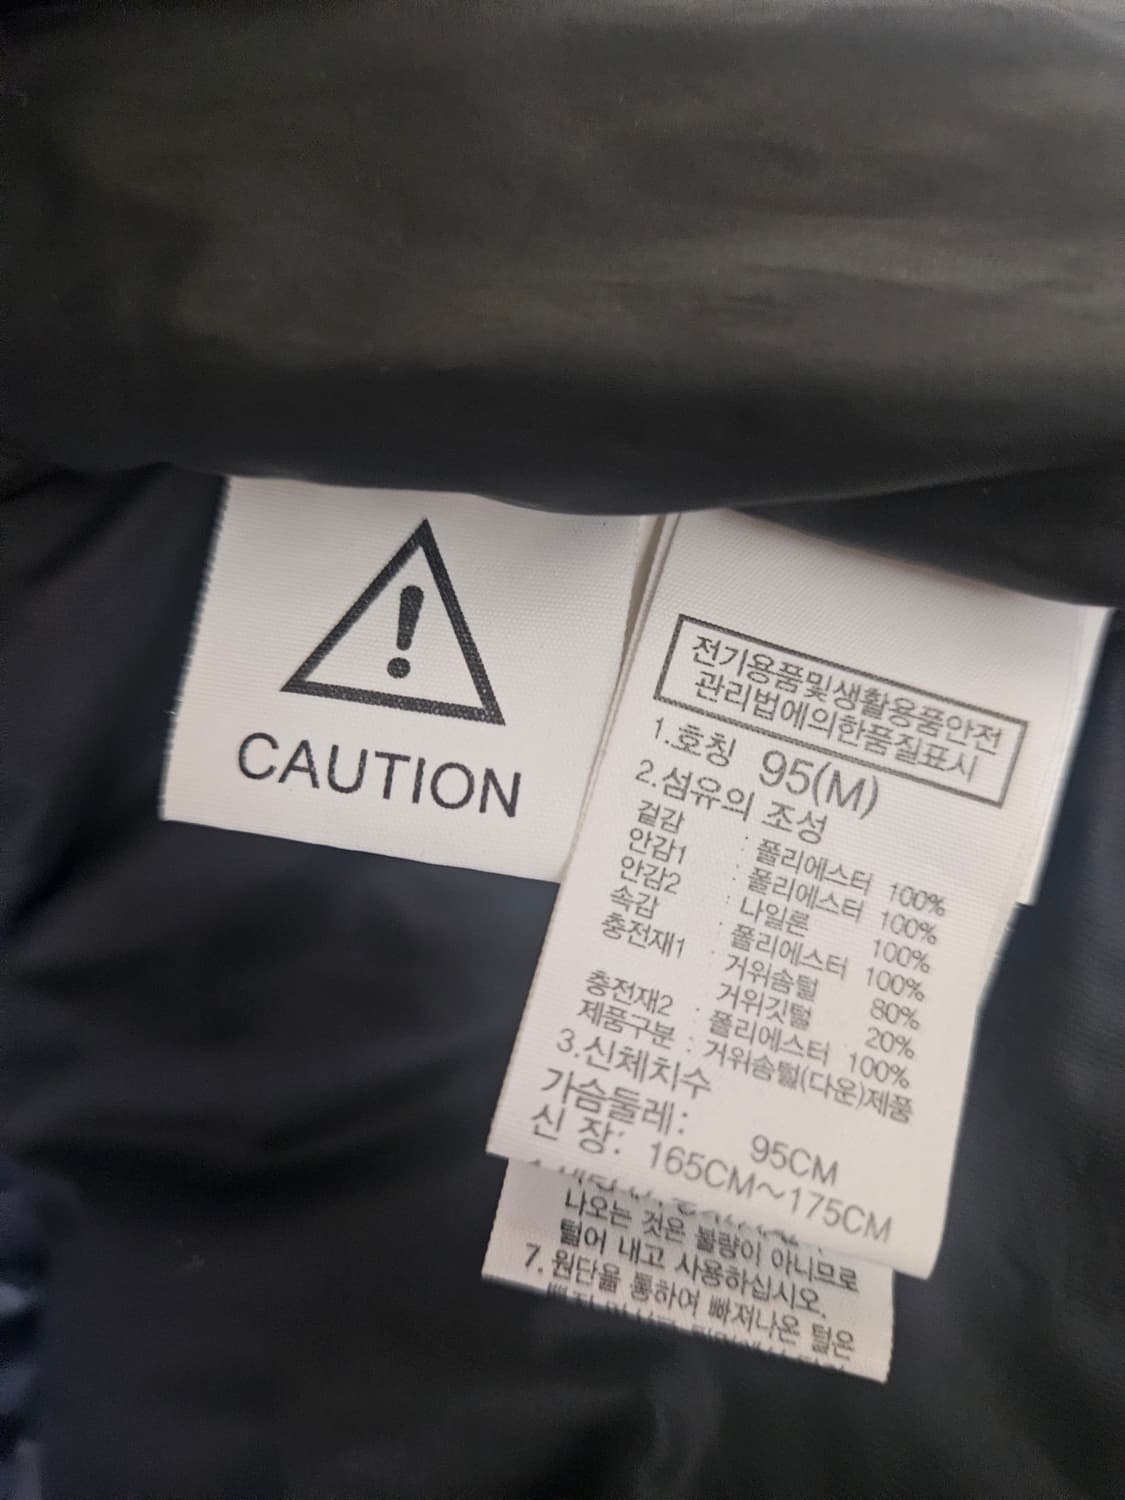 CAUTION
전기용품및생활용품안전
관리법에의한품질표시
1.호칭 95(M)
2.섬유의 조성
겉감 : 폴리에스터 100%
안감1 : 폴리에스터 100%
안감2 : 나일론 100%
속감 : 폴리에스터 100%
충전재1 : 거위솜털 80%
거위깃털 20%
충전재2 : 폴리에스터 100%
제품구분 : 거위솜털(다운)제품
3.신체치수
가슴둘레: 95CM
신 장: 165CM~175CM
나오는 것은 불량이 아니므로
털어 내고 사용하십시오.
7. 원단을 통하여 빠져나온 털은